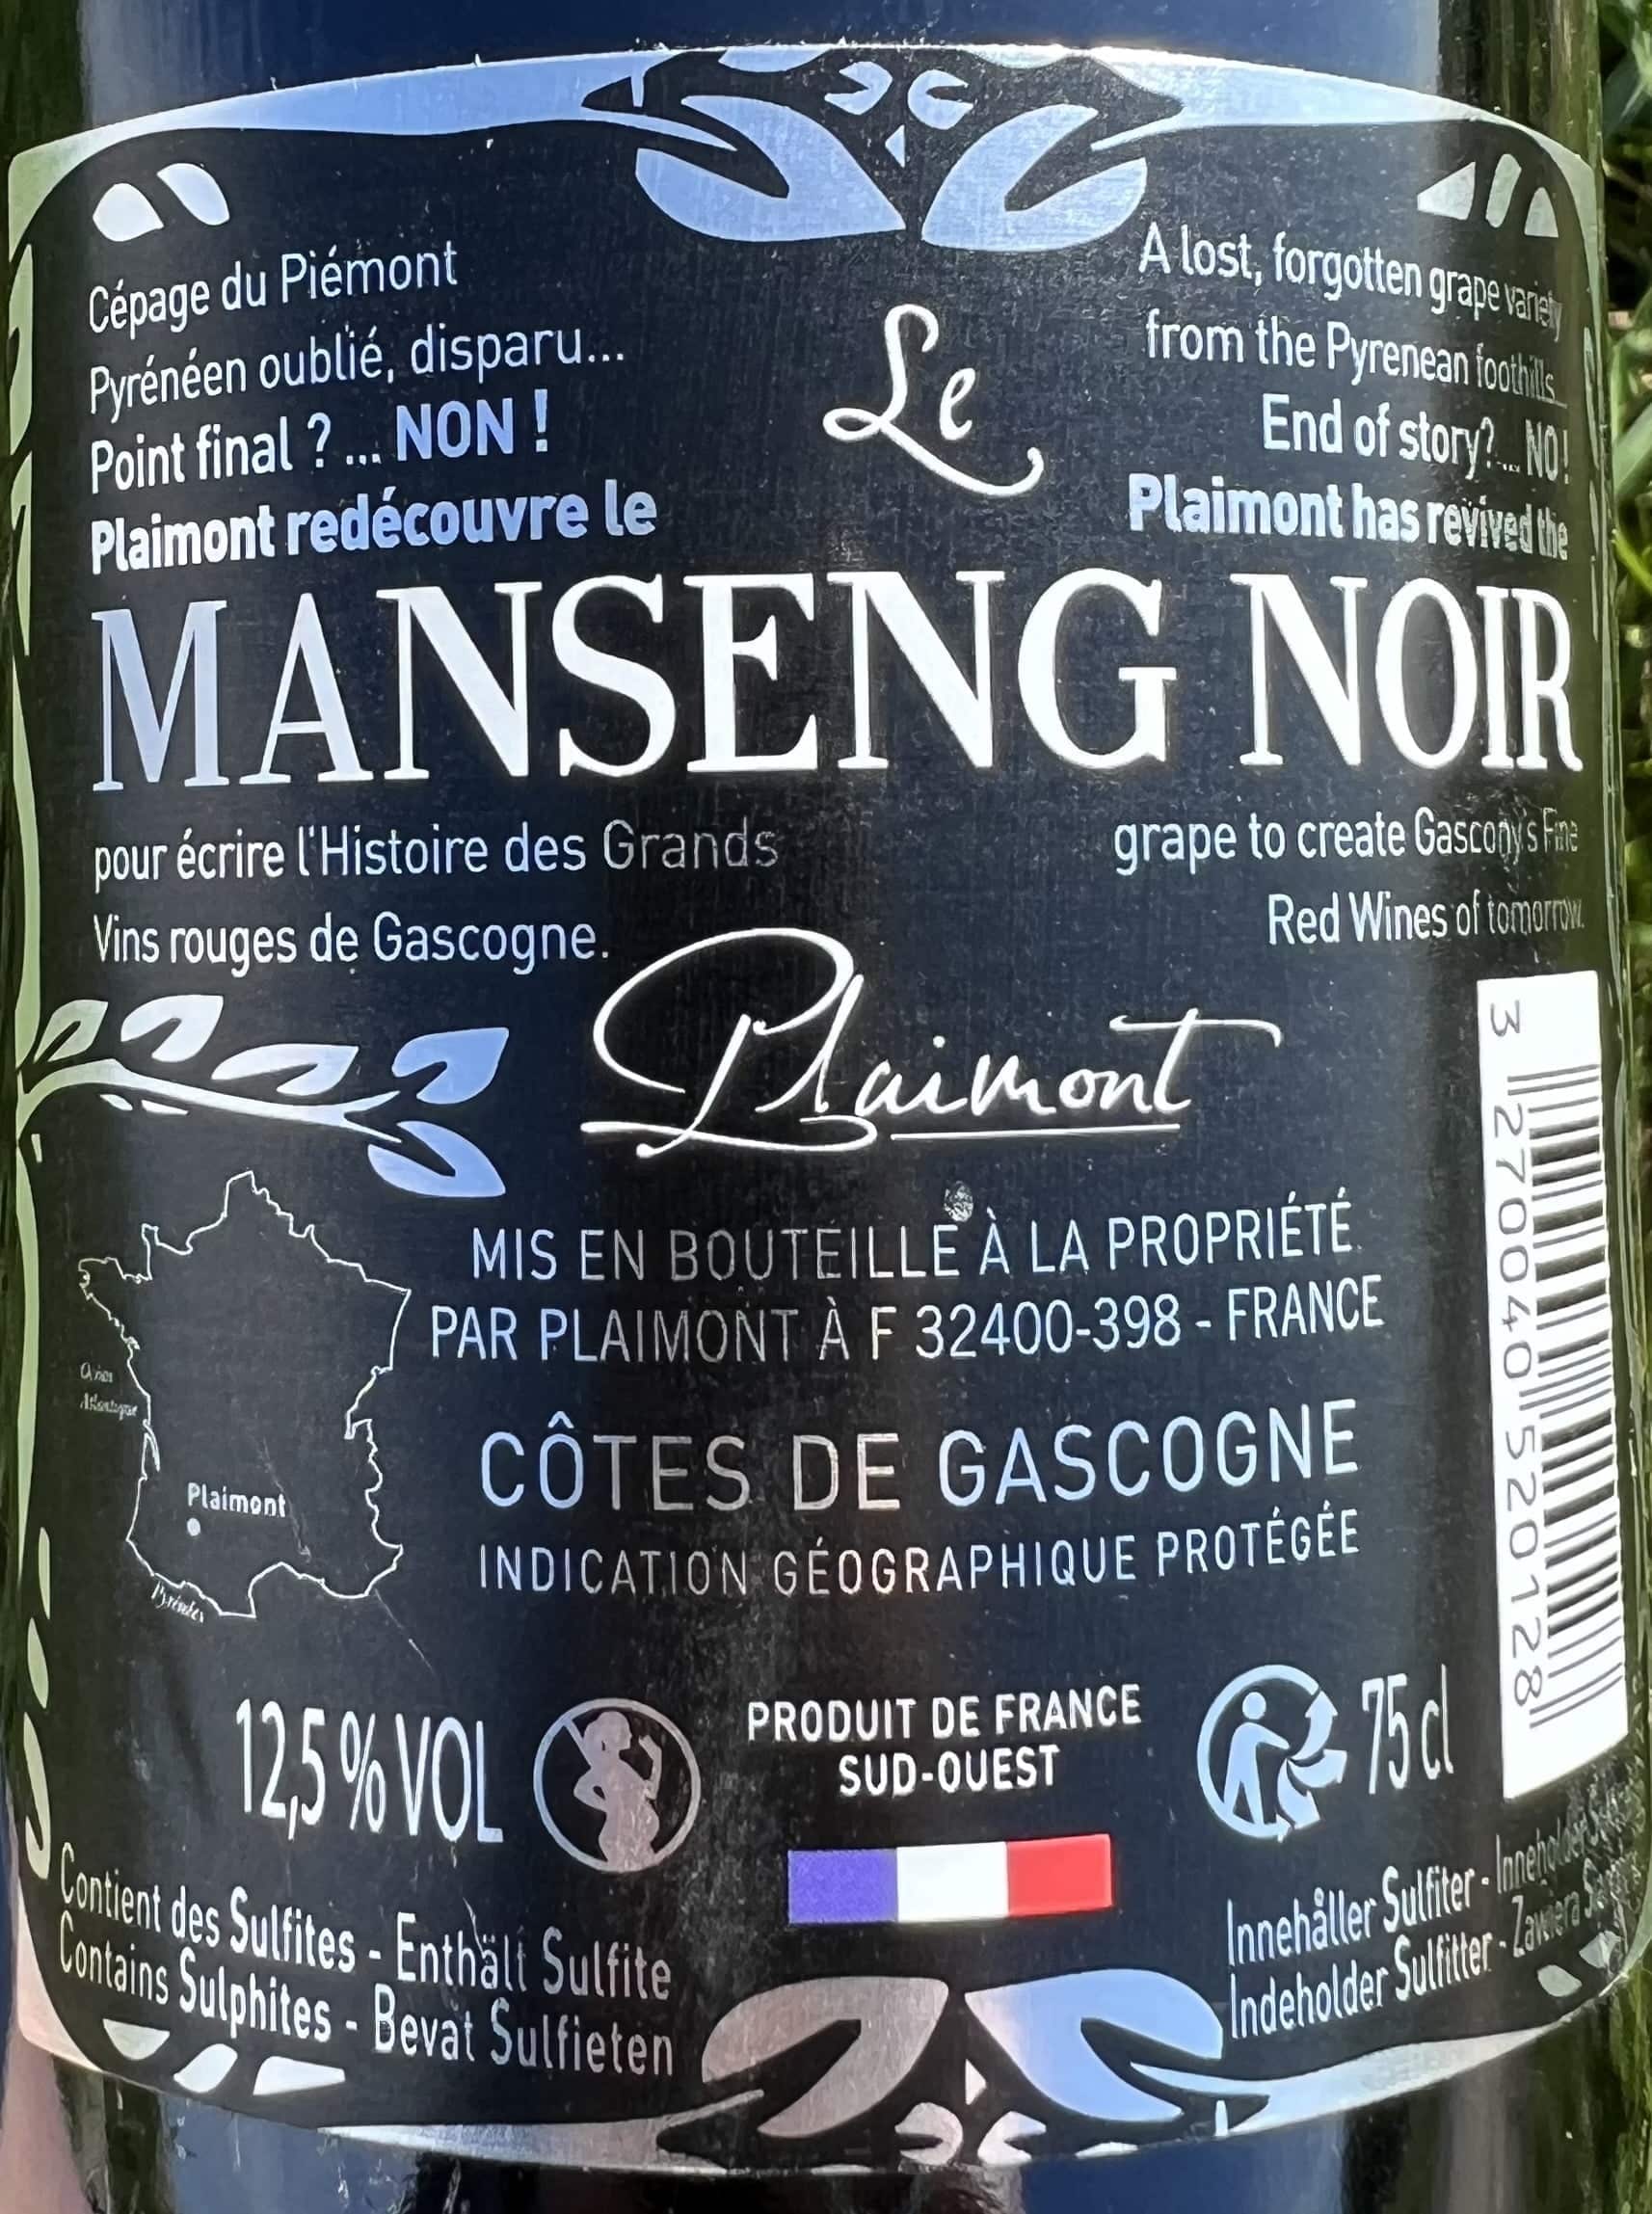 Cépage du Piémont
Pyrénéen oublié, disparu...
Point final ? ... NON !
Plaimont redécouvre le
A lost, forgotten grape variety
from the Pyrenean foothills...
End of story?... NO!
Plaimont has revived the
Le
MANSENG NOIR
pour écrire l'Histoire des Grands
Vins rouges de Gascogne.
grape to create Gascony's Fine
Red Wines of tomorrow.
Plaimont
MIS EN BOUTEILLE À LA PROPRIÉTÉ
PAR PLAIMONT À F 32400-398 - FRANCE
CÔTES DE GASCOGNE
INDICATION GÉOGRAPHIQUE PROTÉGÉE
Plaimont
Pyrénées
3 270040 520128
12,5 % VOL
PRODUIT DE FRANCE
SUD-OUEST
75 cl
Contient des Sulfites - Enthält Sulfite
Contains Sulphites - Bevat Sulfieten
Innehåller Sulfiter - Inneholder
Indeholder Sulfitter - Zawiera